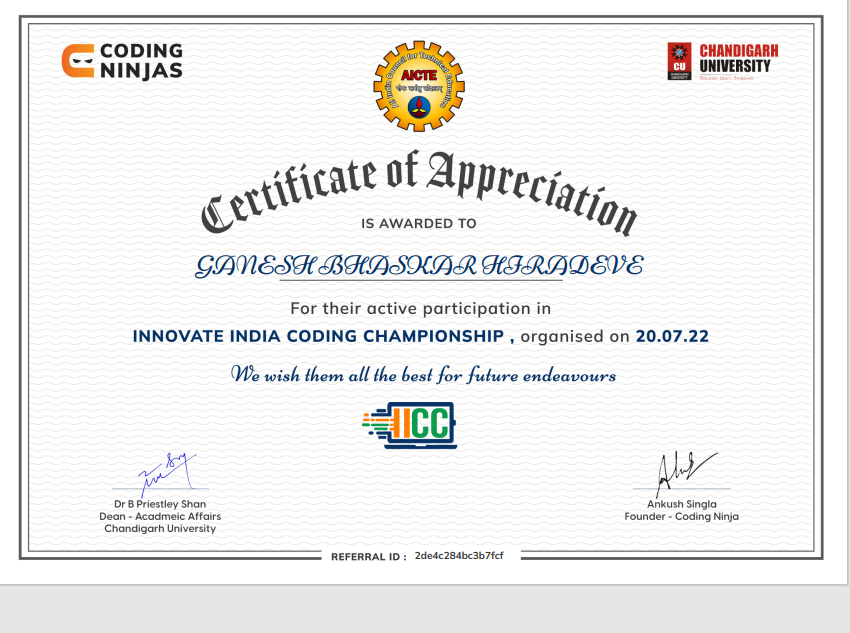 CODING
NINJAS
All India Council for Technical Education
AICTE
CHANDIGARH
UNIVERSITY
Discover. Learn. Empower.
CU
Certificate of Appreciation
IS AWARDED TO
GANESH BHASKAR HIRADEVE
For their active participation in
INNOVATE INDIA CODING CHAMPIONSHIP , organised on 20.07.22
We wish them all the best for future endeavours
IICC
Dr B Priestley Shan
Dean - Acadmeic Affairs
Chandigarh University
Ankush Singla
Founder - Coding Ninja
REFERRAL ID : 2de4c284bc3b7fcf